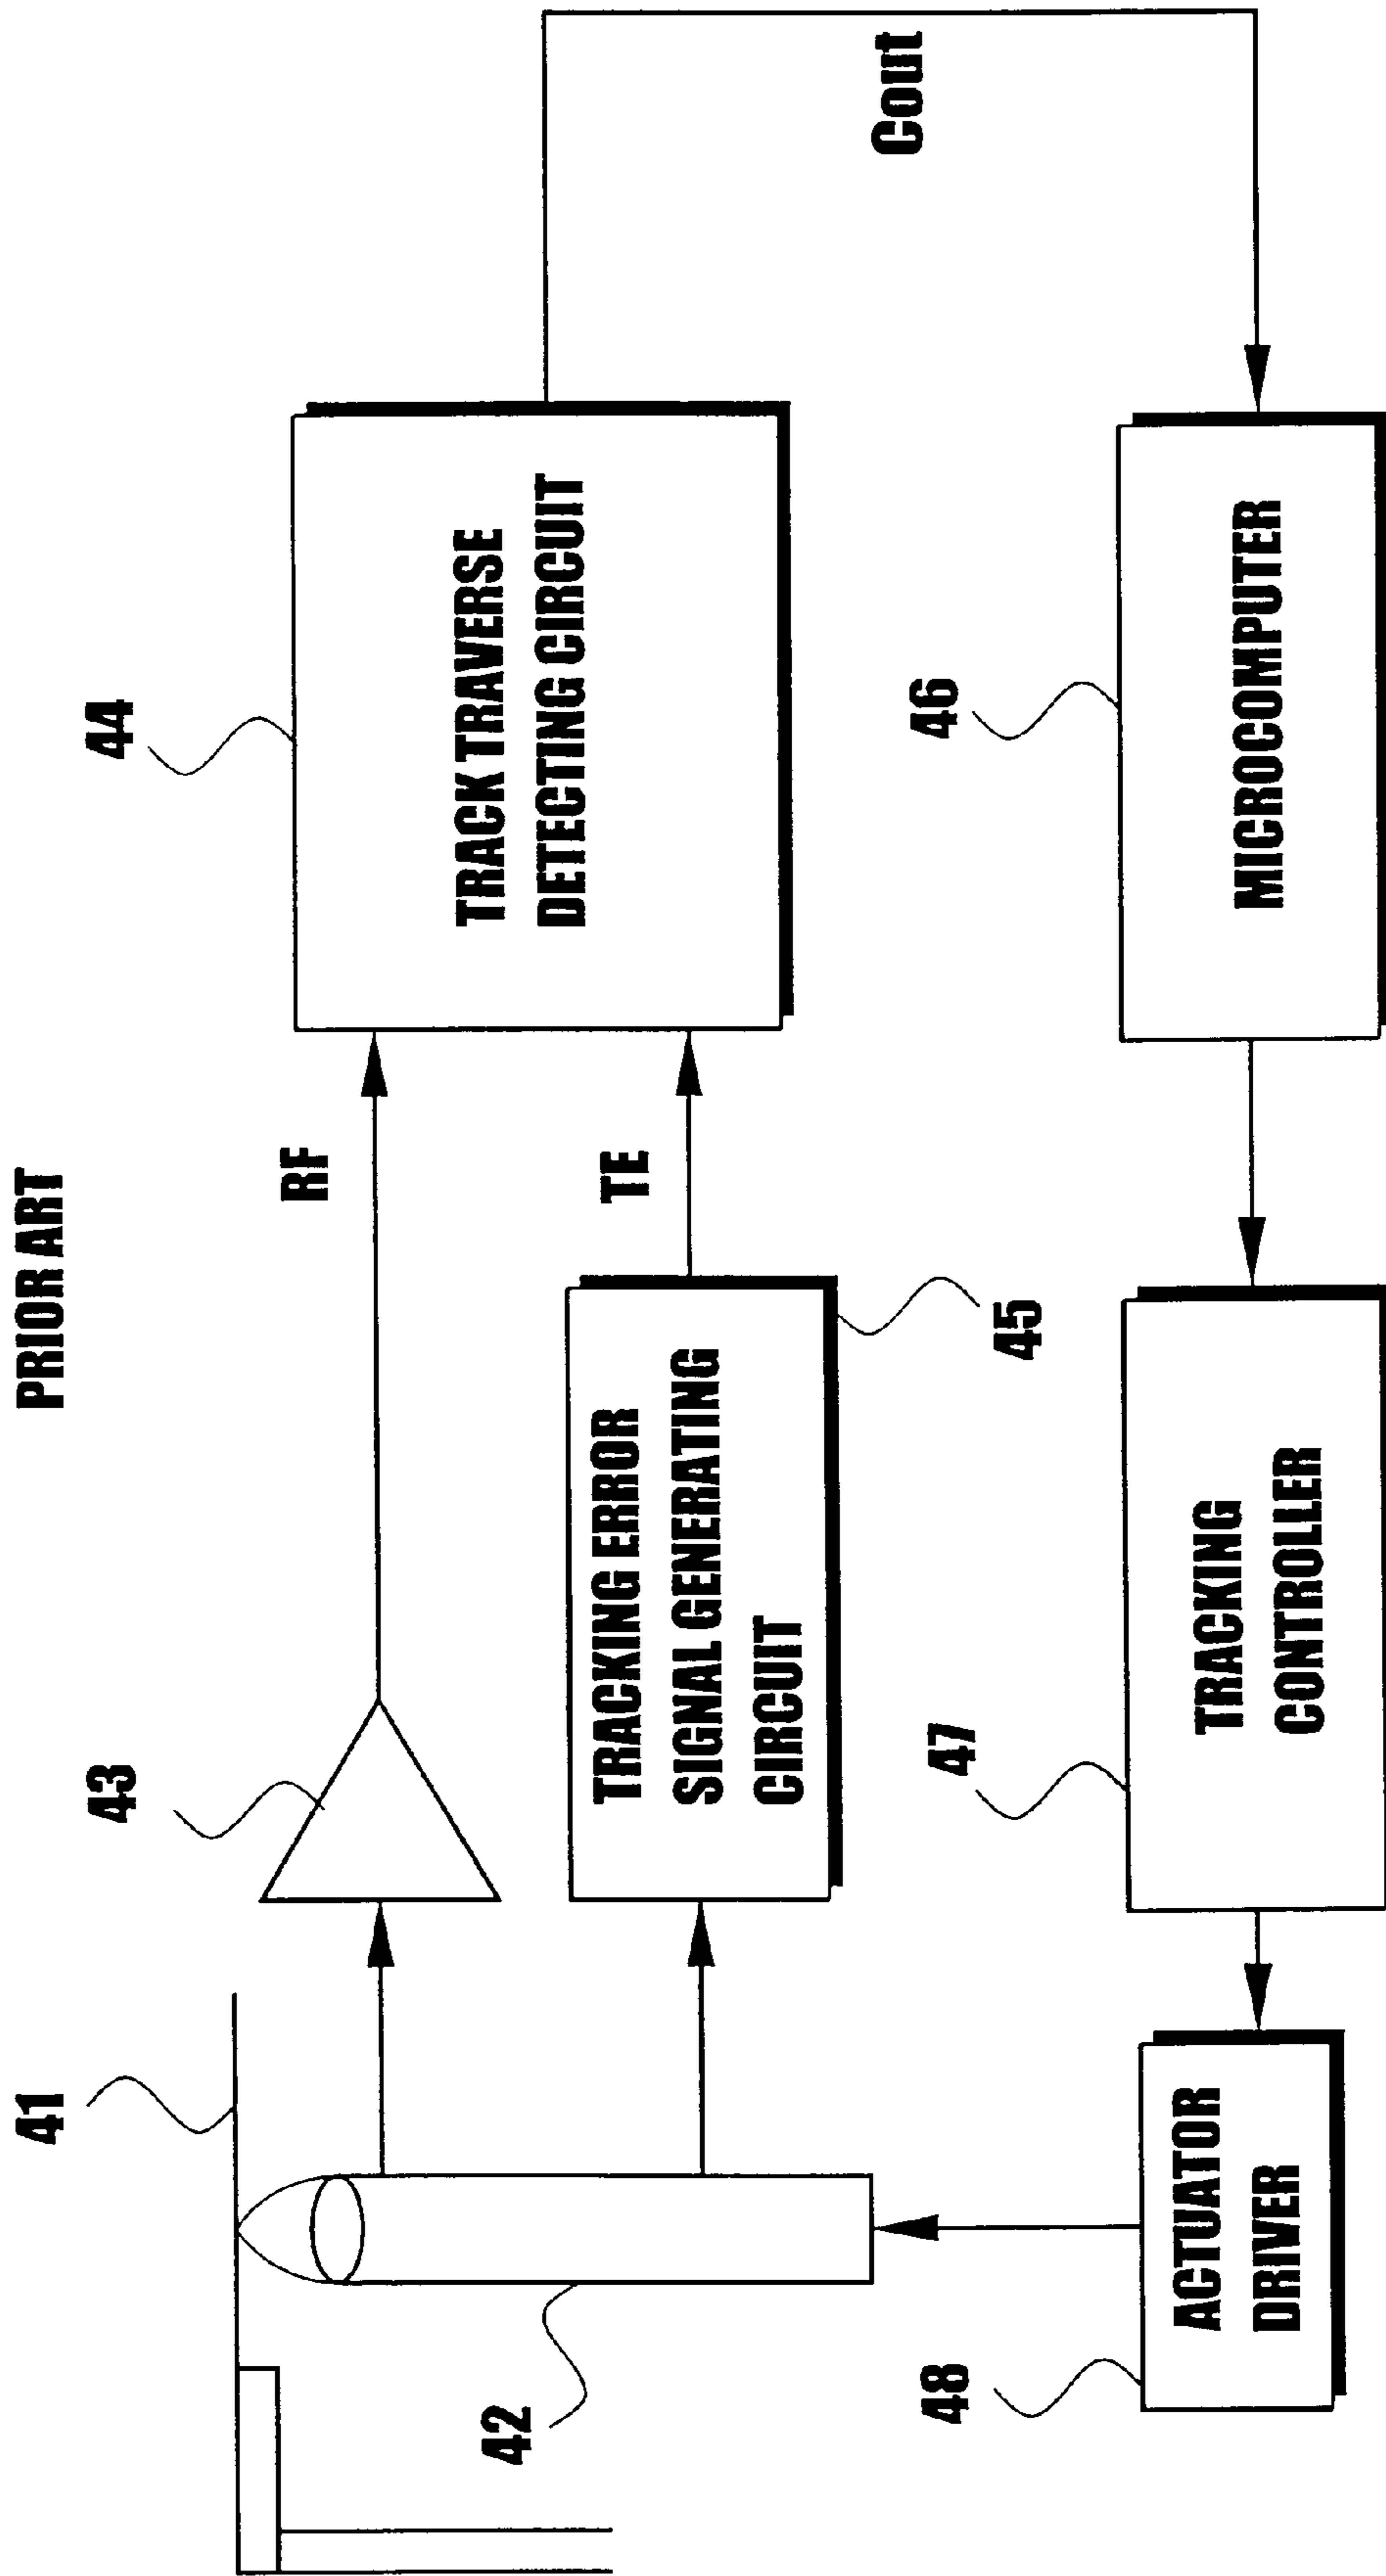 PRIOR ART
41
43
44
RF
TRACK TRAVERSE
DETECTING CIRCUIT
42
TRACKING ERROR
SIGNAL GENERATING
CIRCUIT
TE
45
Cout
48
ACTUATOR
DRIVER
47
TRACKING
CONTROLLER
46
MICROCOMPUTER